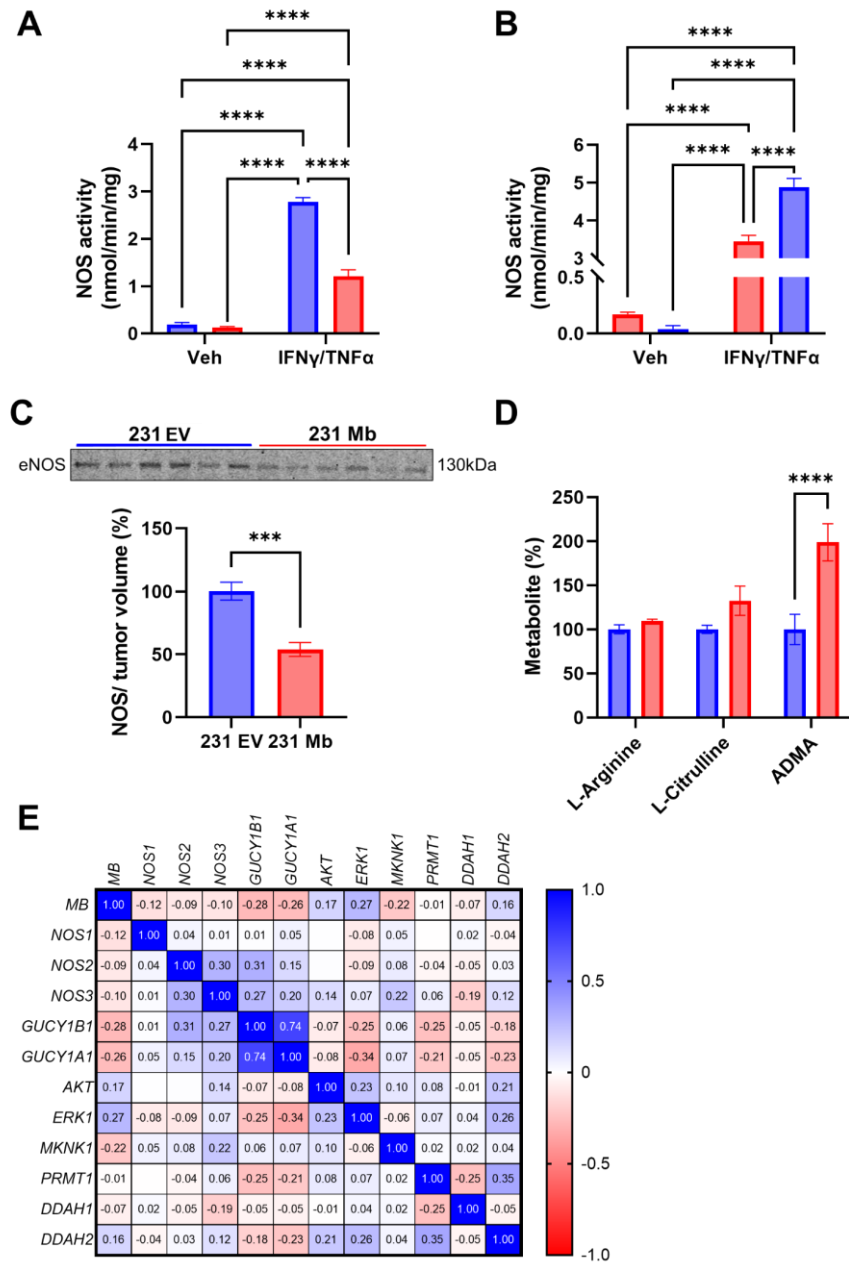 A
****
****
****
**** ****
NOS activity
(nmol/min/mg)
4
3
2
1
0
Veh IFNγ/TNFα
B
****
****
****
**** ****
NOS activity
(nmol/min/mg)
6
5
4
3
0.5
0.0
Veh IFNγ/TNFα
C
231 EV 231 Mb
eNOS 130kDa
NOS/ tumor volume (%)
150
100
50
0
***
231 EV 231 Mb
D
Metabolite (%)
250
200
150
100
50
0
****
L-Arginine
L-Citrulline
ADMA
E
MB NOS1 NOS2 NOS3 GUCY1B1 GUCY1A1 AKT ERK1 MKNK1 PRMT1 DDAH1 DDAH2
MB 1.00 -0.12 -0.09 -0.10 -0.28 -0.26 0.17 0.27 -0.22 -0.01 -0.07 0.16
NOS1 -0.12 1.00 0.04 0.01 0.01 0.05 -0.08 0.05 0.02 -0.04
NOS2 -0.09 0.04 1.00 0.30 0.31 0.15 -0.09 0.08 -0.04 -0.05 0.03
NOS3 -0.10 0.01 0.30 1.00 0.27 0.20 0.14 0.07 0.22 0.06 -0.19 0.12
GUCY1B1 -0.28 0.01 0.31 0.27 1.00 0.74 -0.07 -0.25 0.06 -0.25 -0.05 -0.18
GUCY1A1 -0.26 0.05 0.15 0.20 0.74 1.00 -0.08 -0.34 0.07 -0.21 -0.05 -0.23
AKT 0.17 0.14 -0.07 -0.08 1.00 0.23 0.10 0.08 -0.01 0.21
ERK1 0.27 -0.08 -0.09 0.07 -0.25 -0.34 0.23 1.00 -0.06 0.07 0.04 0.26
MKNK1 -0.22 0.05 0.08 0.22 0.06 0.07 0.10 -0.06 1.00 0.02 0.02 0.04
PRMT1 -0.01 -0.04 0.06 -0.25 -0.21 0.08 0.07 0.02 1.00 -0.25 0.35
DDAH1 -0.07 0.02 -0.05 -0.19 -0.05 -0.05 -0.01 0.04 0.02 -0.25 1.00 -0.05
DDAH2 0.16 -0.04 0.03 0.12 -0.18 -0.23 0.21 0.26 0.04 0.35 -0.05 1.00
1.0
0.5
0
-0.5
-1.0